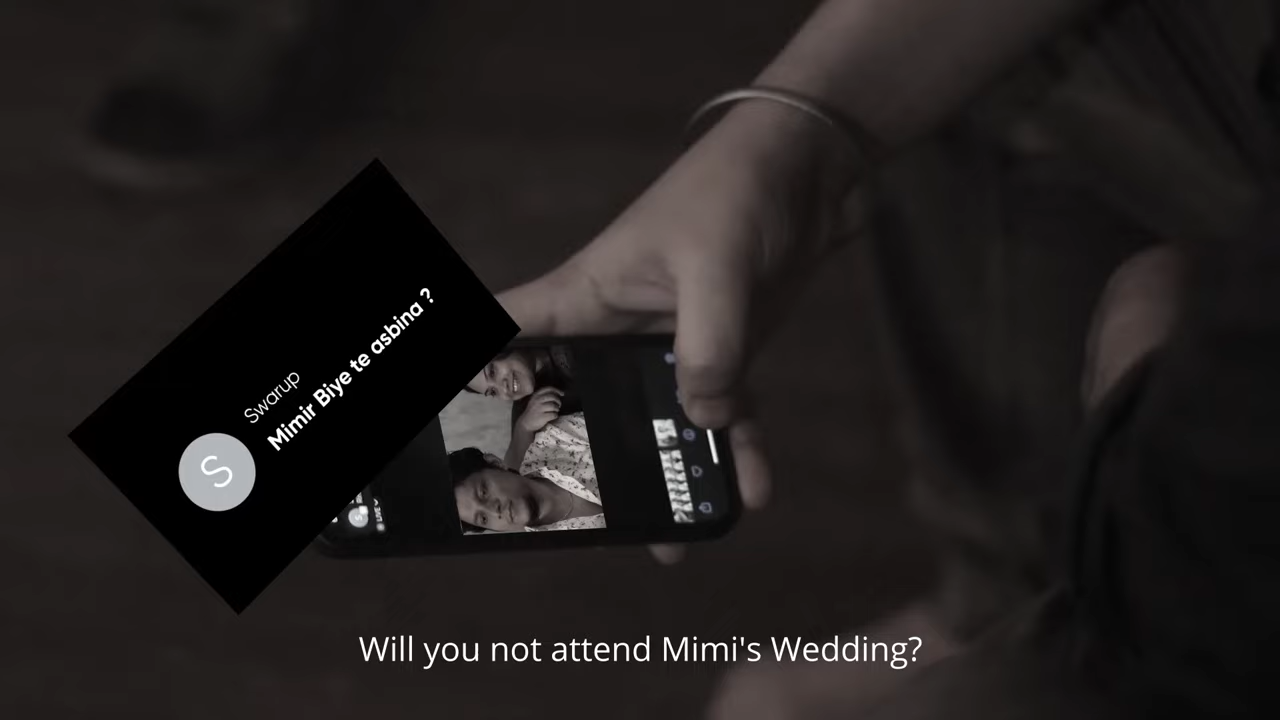 Swarup
Mimir Biye te asbina ?
S
Will you not attend Mimi's Wedding?